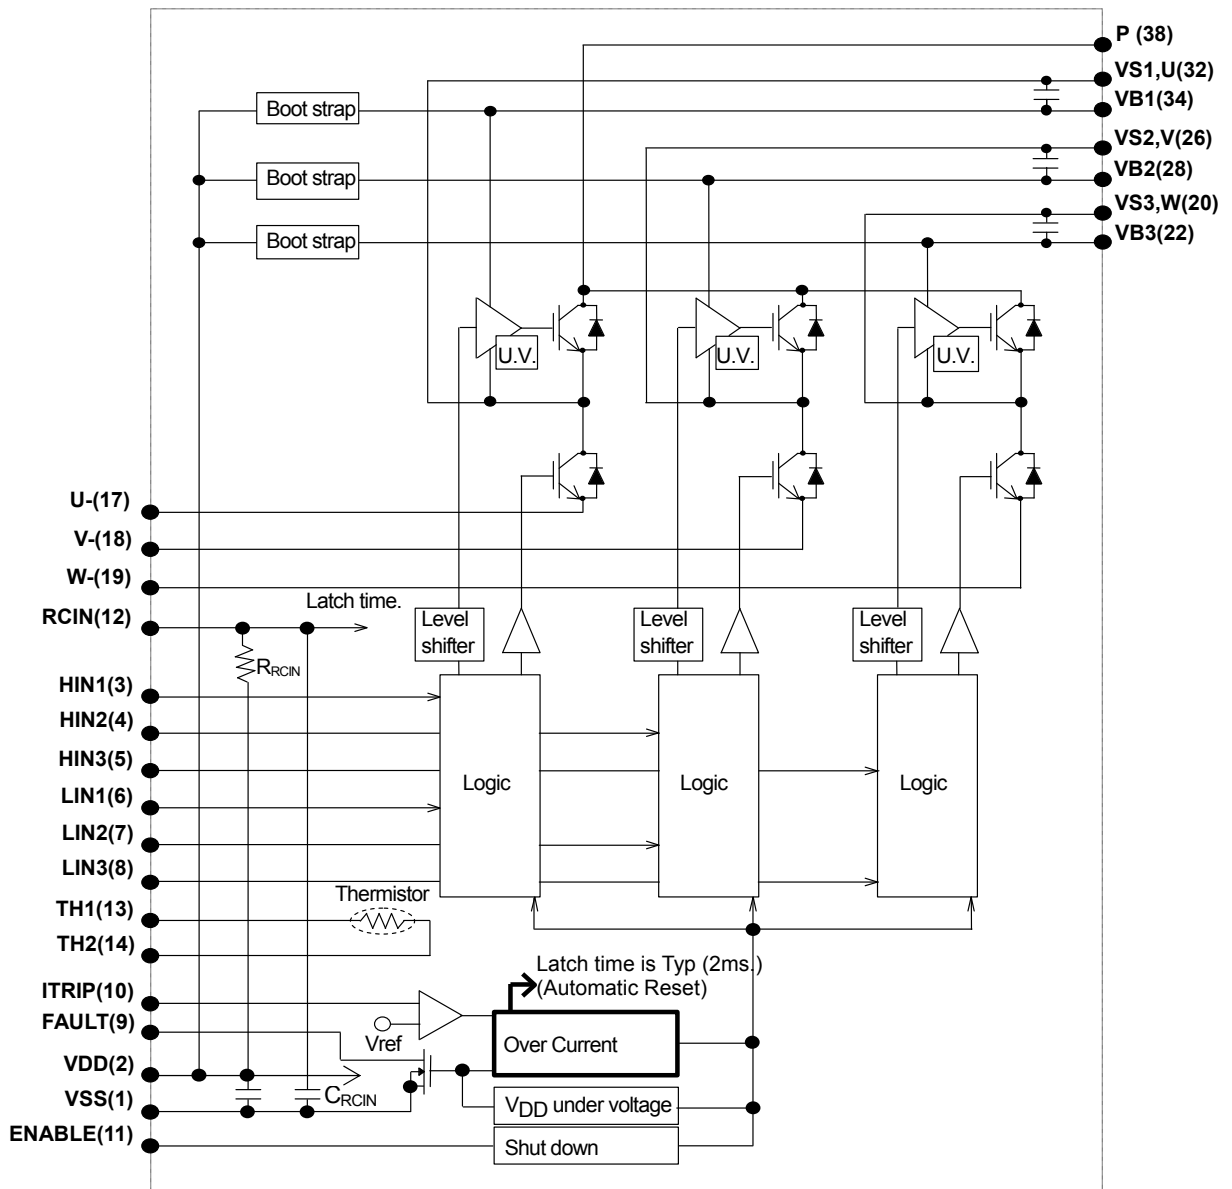 P (38)
VS1,U(32)
VB1(34)
VS2,V(26)
VB2(28)
VS3,W(20)
VB3(22)
Boot strap
Boot strap
Boot strap
U.V.
U.V.
U.V.
U-(17)
V-(18)
W-(19)
RCIN(12)
HIN1(3)
HIN2(4)
HIN3(5)
LIN1(6)
LIN2(7)
LIN3(8)
TH1(13)
TH2(14)
ITRIP(10)
FAULT(9)
VDD(2)
VSS(1)
ENABLE(11)
Latch time.
RRCIN
Level
shifter
Level
shifter
Level
shifter
Logic
Logic
Logic
Thermistor
Latch time is Typ (2ms.)
(Automatic Reset)
Vref
Over Current
CRCIN
VDD under voltage
Shut down